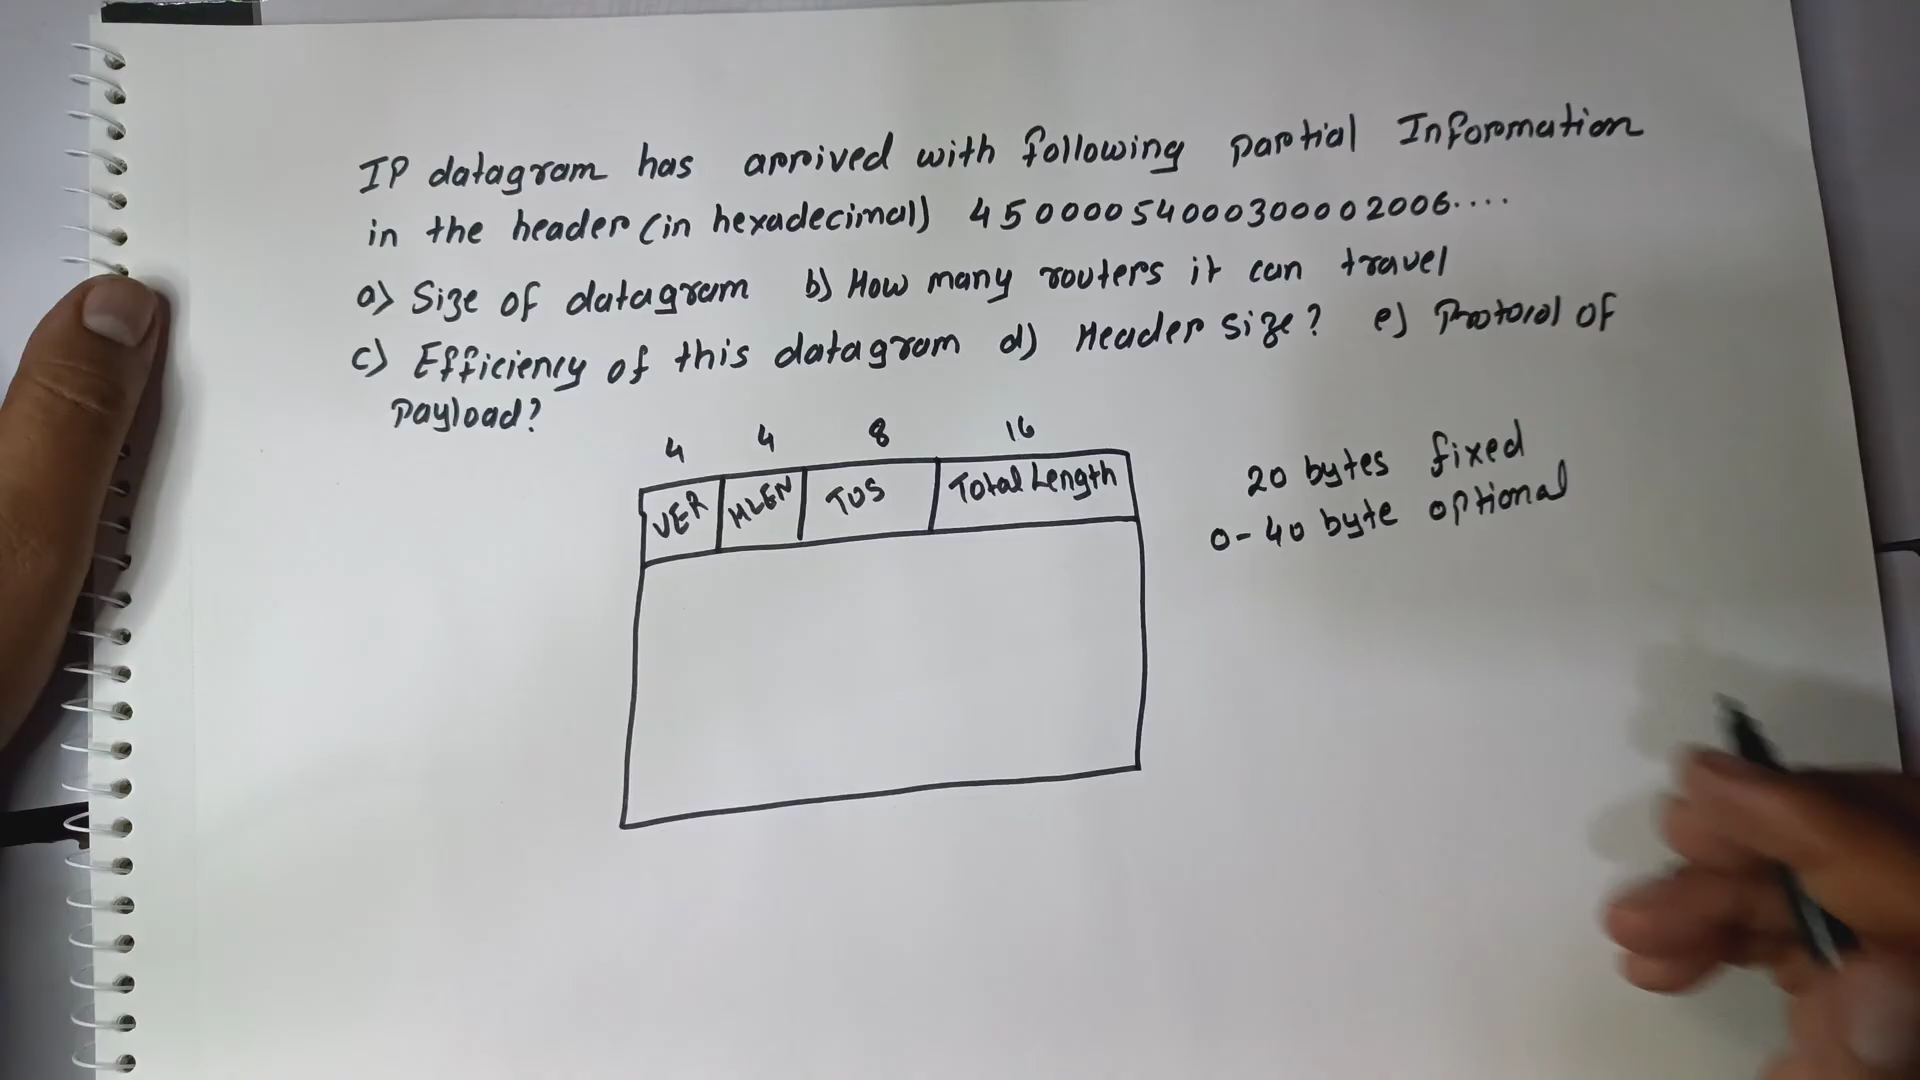 IP datagram has arrived with following partial Information
in the header (in hexadecimal) 45000054000300002006....
a) Size of datagram b) How many routers it can travel
c) Efficiency of this datagram d) Header size? e) Protocol of
Payload?
4 4 8 16
VER HLEN TOS Total Length
20 bytes fixed
0-40 byte optional